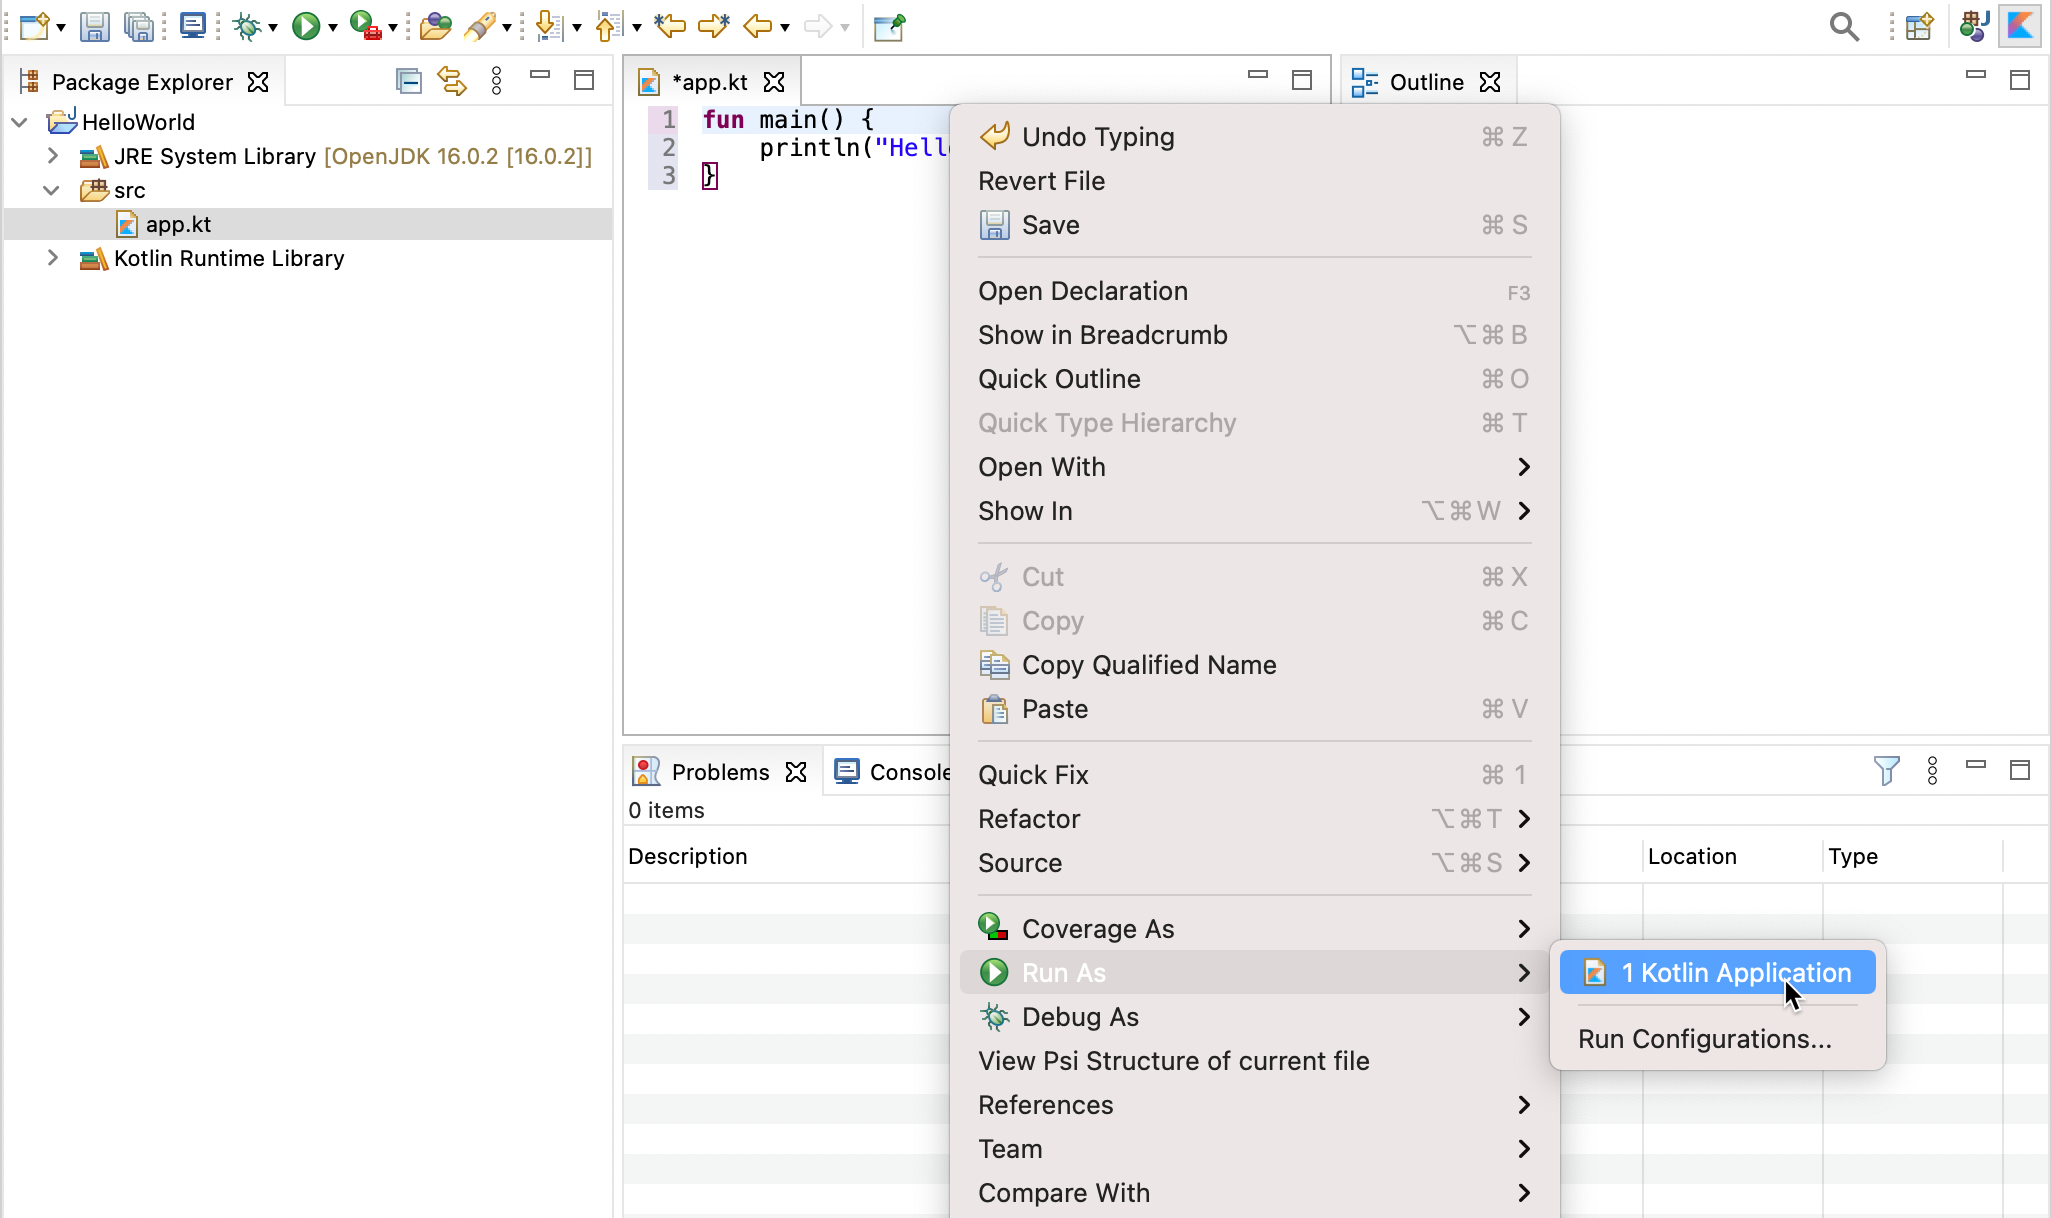 Package Explorer
HelloWorld
JRE System Library [OpenJDK 16.0.2 [16.0.2]]
src
app.kt
Kotlin Runtime Library
*app.kt
1 fun main() {
2 println("Hell
3 }
Outline
Undo Typing ⌘ Z
Revert File
Save ⌘ S
Open Declaration F3
Show in Breadcrumb ⌥⌘ B
Quick Outline ⌘ O
Quick Type Hierarchy ⌘ T
Open With
Show In ⌥⌘ W
Cut ⌘ X
Copy ⌘ C
Copy Qualified Name
Paste ⌘ V
Quick Fix ⌘ 1
Refactor ⌥⌘ T
Source ⌥⌘ S
Coverage As
Run As
Debug As
View Psi Structure of current file
References
Team
Compare With
1 Kotlin Application
Run Configurations...
Problems
Console
0 items
Description
Location
Type